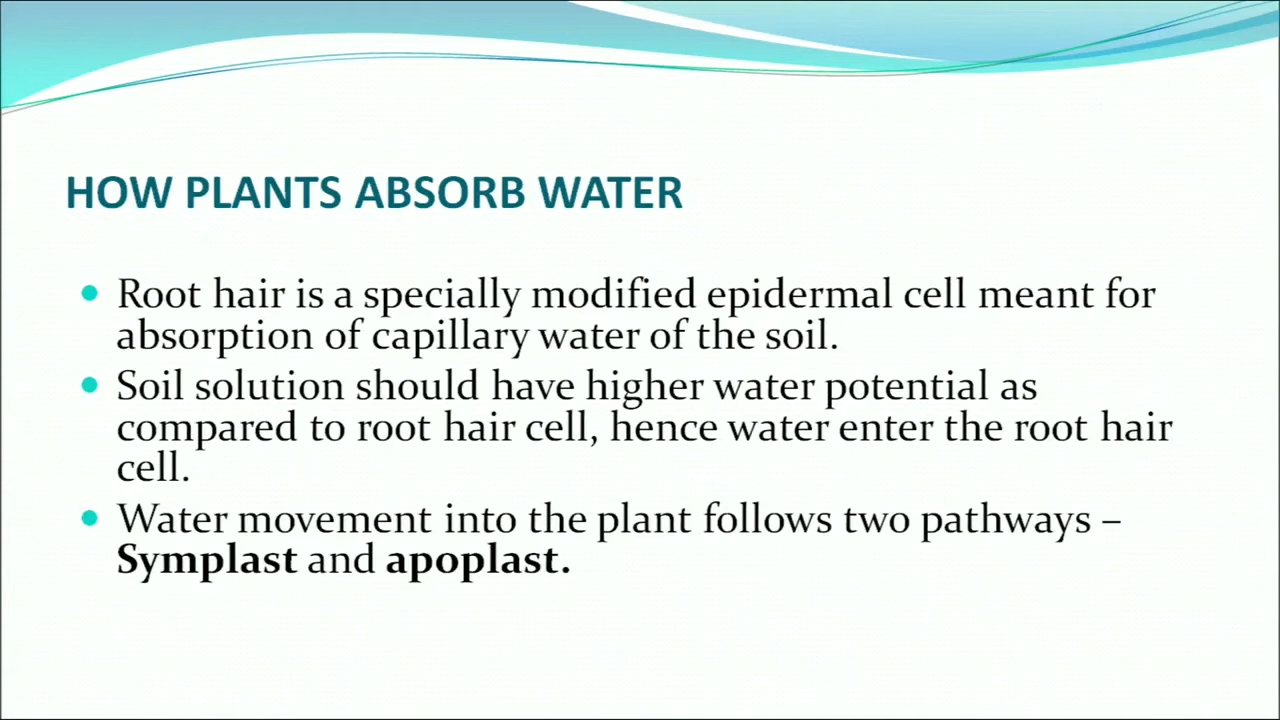 HOW PLANTS ABSORB WATER
• Root hair is a specially modified epidermal cell meant for
absorption of capillary water of the soil.
• Soil solution should have higher water potential as
compared to root hair cell, hence water enter the root hair
cell.
• Water movement into the plant follows two pathways –
Symplast and apoplast.